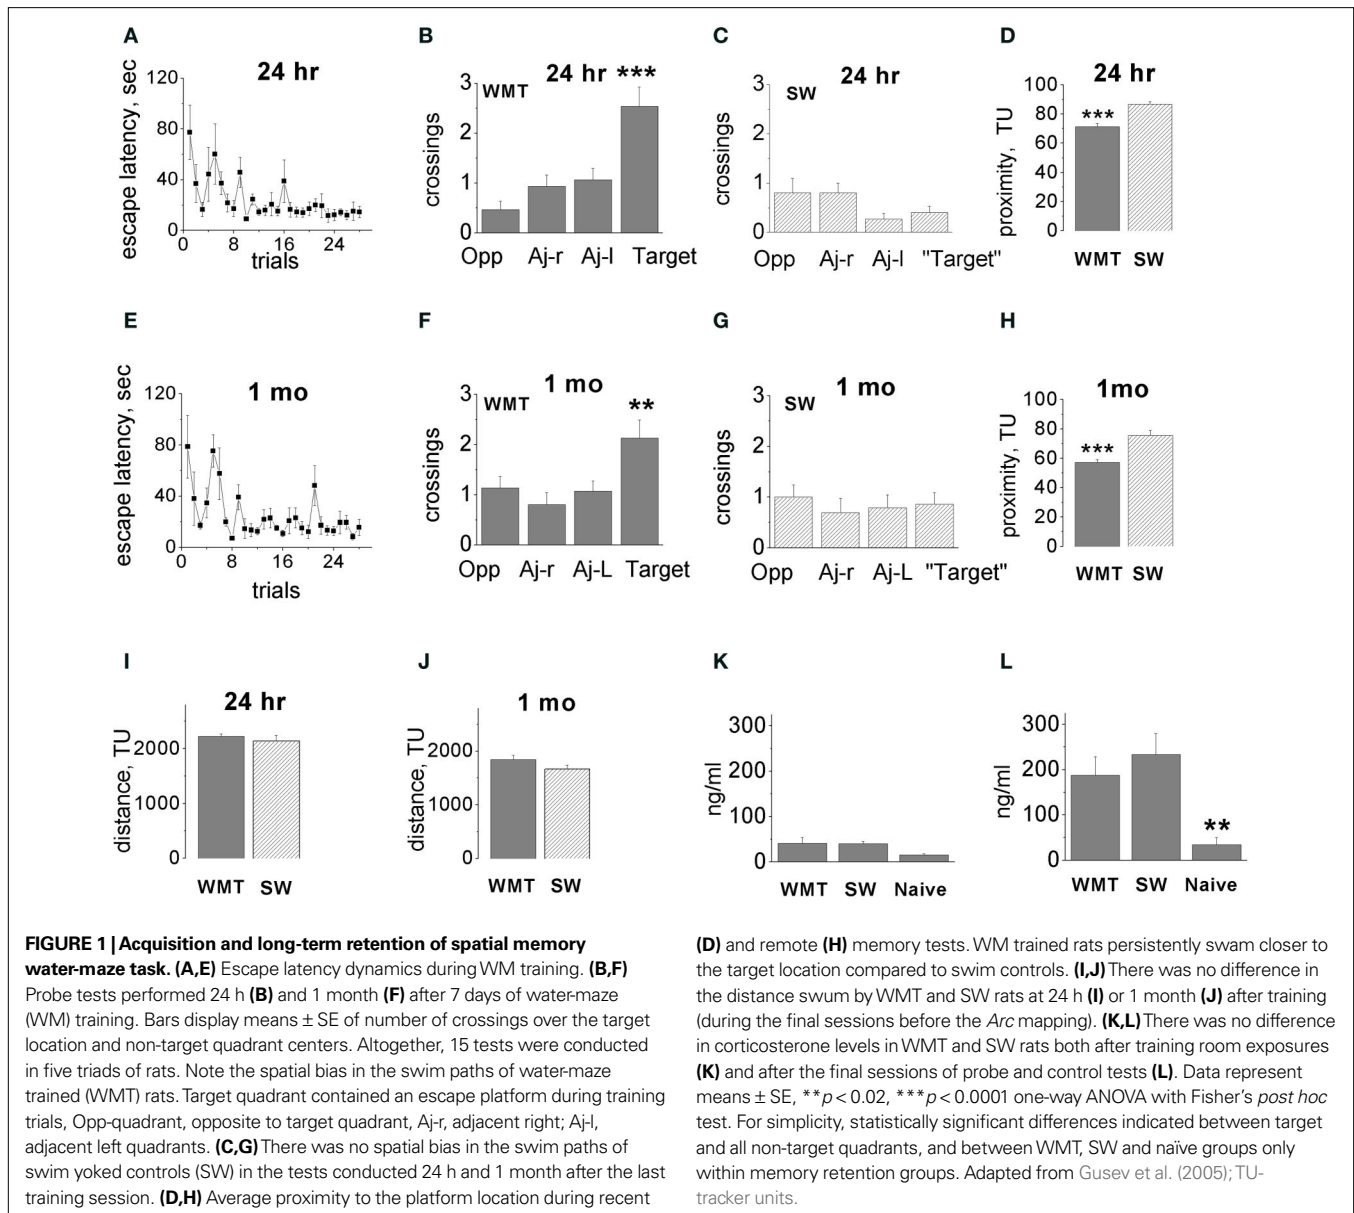 A
B
C
D
24 hr
24 hr
***
24 hr
24 hr
escape latency, sec
120
80
40
0
0
8
16
24
trials
crossings
3
2
1
0
WMT
Opp
Aj-r
Aj-l
Target
crossings
3
2
1
0
SW
Opp
Aj-r
Aj-l
"Target"
proximity, TU
100
80
60
40
20
0
***
WMT
SW
E
F
G
H
1 mo
1 mo
1 mo
1mo
escape latency, sec
120
80
40
0
0
8
16
24
trials
crossings
3
2
1
0
WMT
**
Opp
Aj-r
Aj-L
Target
crossings
3
2
1
0
SW
Opp
Aj-r
Aj-L
"Target"
proximity, TU
100
80
60
40
20
0
***
WMT
SW
I
J
K
L
24 hr
1 mo
distance, TU
2000
1000
0
WMT
SW
distance, TU
2000
1000
0
WMT
SW
ng/ml
300
200
100
0
WMT
SW
Naive
ng/ml
300
200
100
0
**
WMT
SW
Naive
FIGURE 1 | Acquisition and long-term retention of spatial memory
water-maze task. (A,E) Escape latency dynamics during WM training. (B,F)
Probe tests performed 24 h (B) and 1 month (F) after 7 days of water-maze
(WM) training. Bars display means ± SE of number of crossings over the target
location and non-target quadrant centers. Altogether, 15 tests were conducted
in five triads of rats. Note the spatial bias in the swim paths of water-maze
trained (WMT) rats. Target quadrant contained an escape platform during training
trials, Opp-quadrant, opposite to target quadrant, Aj-r, adjacent right; Aj-l,
adjacent left quadrants. (C,G) There was no spatial bias in the swim paths of
swim yoked controls (SW) in the tests conducted 24 h and 1 month after the last
training session. (D,H) Average proximity to the platform location during recent
(D) and remote (H) memory tests. WM trained rats persistently swam closer to
the target location compared to swim controls. (I,J) There was no difference in
the distance swum by WMT and SW rats at 24 h (I) or 1 month (J) after training
(during the final sessions before the Arc mapping). (K,L) There was no difference
in corticosterone levels in WMT and SW rats both after training room exposures
(K) and after the final sessions of probe and control tests (L). Data represent
means ± SE, **p < 0.02, ***p < 0.0001 one-way ANOVA with Fisher's post hoc
test. For simplicity, statistically significant differences indicated between target
and all non-target quadrants, and between WMT, SW and naïve groups only
within memory retention groups. Adapted from Gusev et al. (2005); TU-
tracker units.